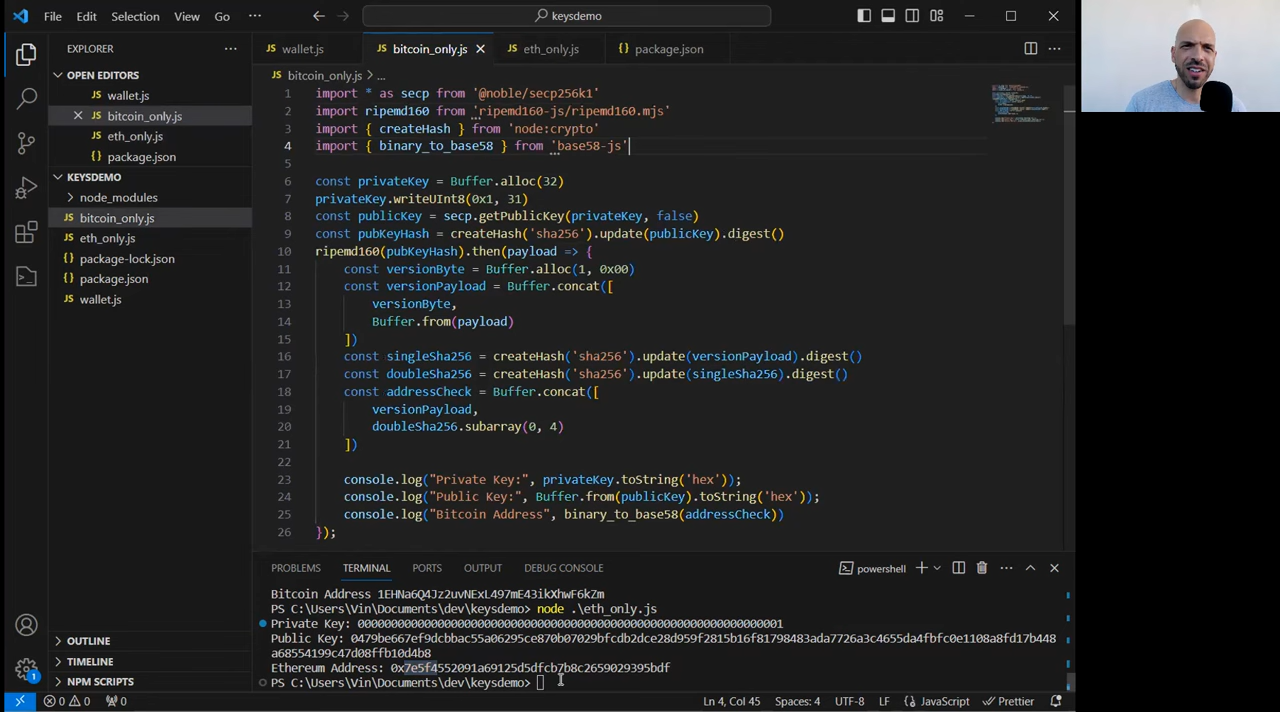 File Edit Selection View Go ··· keysdemo
EXPLORER
OPEN EDITORS
JS wallet.js
JS bitcoin_only.js
JS eth_only.js
{} package.json
KEYSDEMO
node_modules
JS bitcoin_only.js
JS eth_only.js
{} package-lock.json
{} package.json
JS wallet.js
OUTLINE
TIMELINE
NPM SCRIPTS
JS wallet.js JS bitcoin_only.js JS eth_only.js {} package.json
JS bitcoin_only.js > ...
1 import * as secp from '@noble/secp256k1'
2 import ripemd160 from 'ripemd160-js/ripemd160.mjs'
3 import { createHash } from 'node:crypto'
4 import { binary_to_base58 } from 'base58-js'
5
6 const privateKey = Buffer.alloc(32)
7 privateKey.writeUInt8(0x1, 31)
8 const publicKey = secp.getPublicKey(privateKey, false)
9 const pubKeyHash = createHash('sha256').update(publicKey).digest()
10 ripemd160(pubKeyHash).then(payload => {
11 const versionByte = Buffer.alloc(1, 0x00)
12 const versionPayload = Buffer.concat([
13 versionByte,
14 Buffer.from(payload)
15 ])
16 const singleSha256 = createHash('sha256').update(versionPayload).digest()
17 const doubleSha256 = createHash('sha256').update(singleSha256).digest()
18 const addressCheck = Buffer.concat([
19 versionPayload,
20 doubleSha256.subarray(0, 4)
21 ])
22
23 console.log("Private Key:", privateKey.toString('hex'));
24 console.log("Public Key:", Buffer.from(publicKey).toString('hex'));
25 console.log("Bitcoin Address", binary_to_base58(addressCheck))
26 });
PROBLEMS TERMINAL PORTS OUTPUT DEBUG CONSOLE powershell
Bitcoin Address 1EHNa6Q4Jz2uvNExL497mE43ikXhwF6kZm
PS C:\Users\Vin\Documents\dev\keysdemo> node .\eth_only.js
Private Key: 0000000000000000000000000000000000000000000000000000000000000001
Public Key: 0479be667ef9dcbbac55a06295ce870b07029bfcdb2dce28d959f2815b16f81798483ada7726a3c4655da4fbfc0e1108a8fd17b448
a68554199c47d08ffb10d4b8
Ethereum Address: 0x7e5f4552091a69125d5dfcb7b8c2659029395bdf
PS C:\Users\Vin\Documents\dev\keysdemo>
1
0 0 0 Ln 4, Col 45 Spaces: 4 UTF-8 LF {} JavaScript Prettier